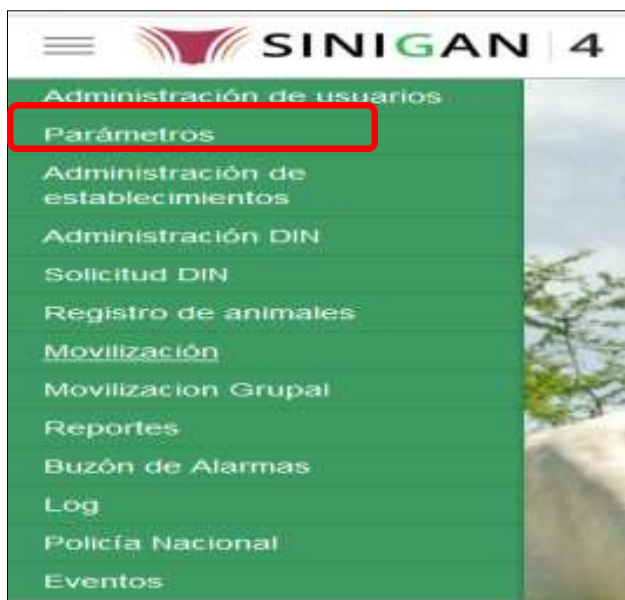 SINIGAN 4
Administración de usuarios
Parámetros
Administración de
establecimientos
Administración DIN
Solicitud DIN
Registro de animales
Movilización
Movilizacion Grupal
Reportes
Buzón de Alarmas
Log
Policía Nacional
Eventos